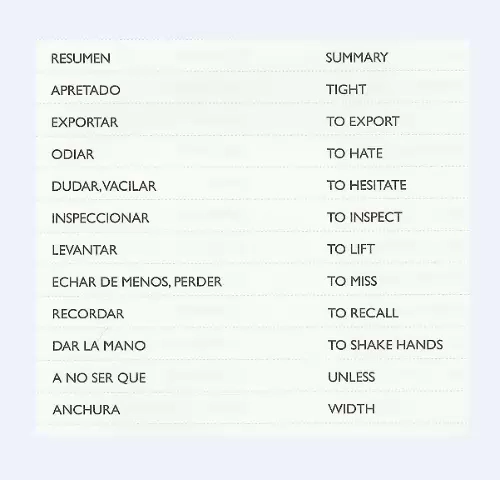 RESUMEN SUMMARY
APRETADO TIGHT
EXPORTAR TO EXPORT
ODIAR TO HATE
DUDAR,VACILAR TO HESITATE
INSPECCIONAR TO INSPECT
LEVANTAR TO LIFT
ECHAR DE MENOS, PERDER TO MISS
RECORDAR TO RECALL
DAR LA MANO TO SHAKE HANDS
A NO SER QUE UNLESS
ANCHURA WIDTH